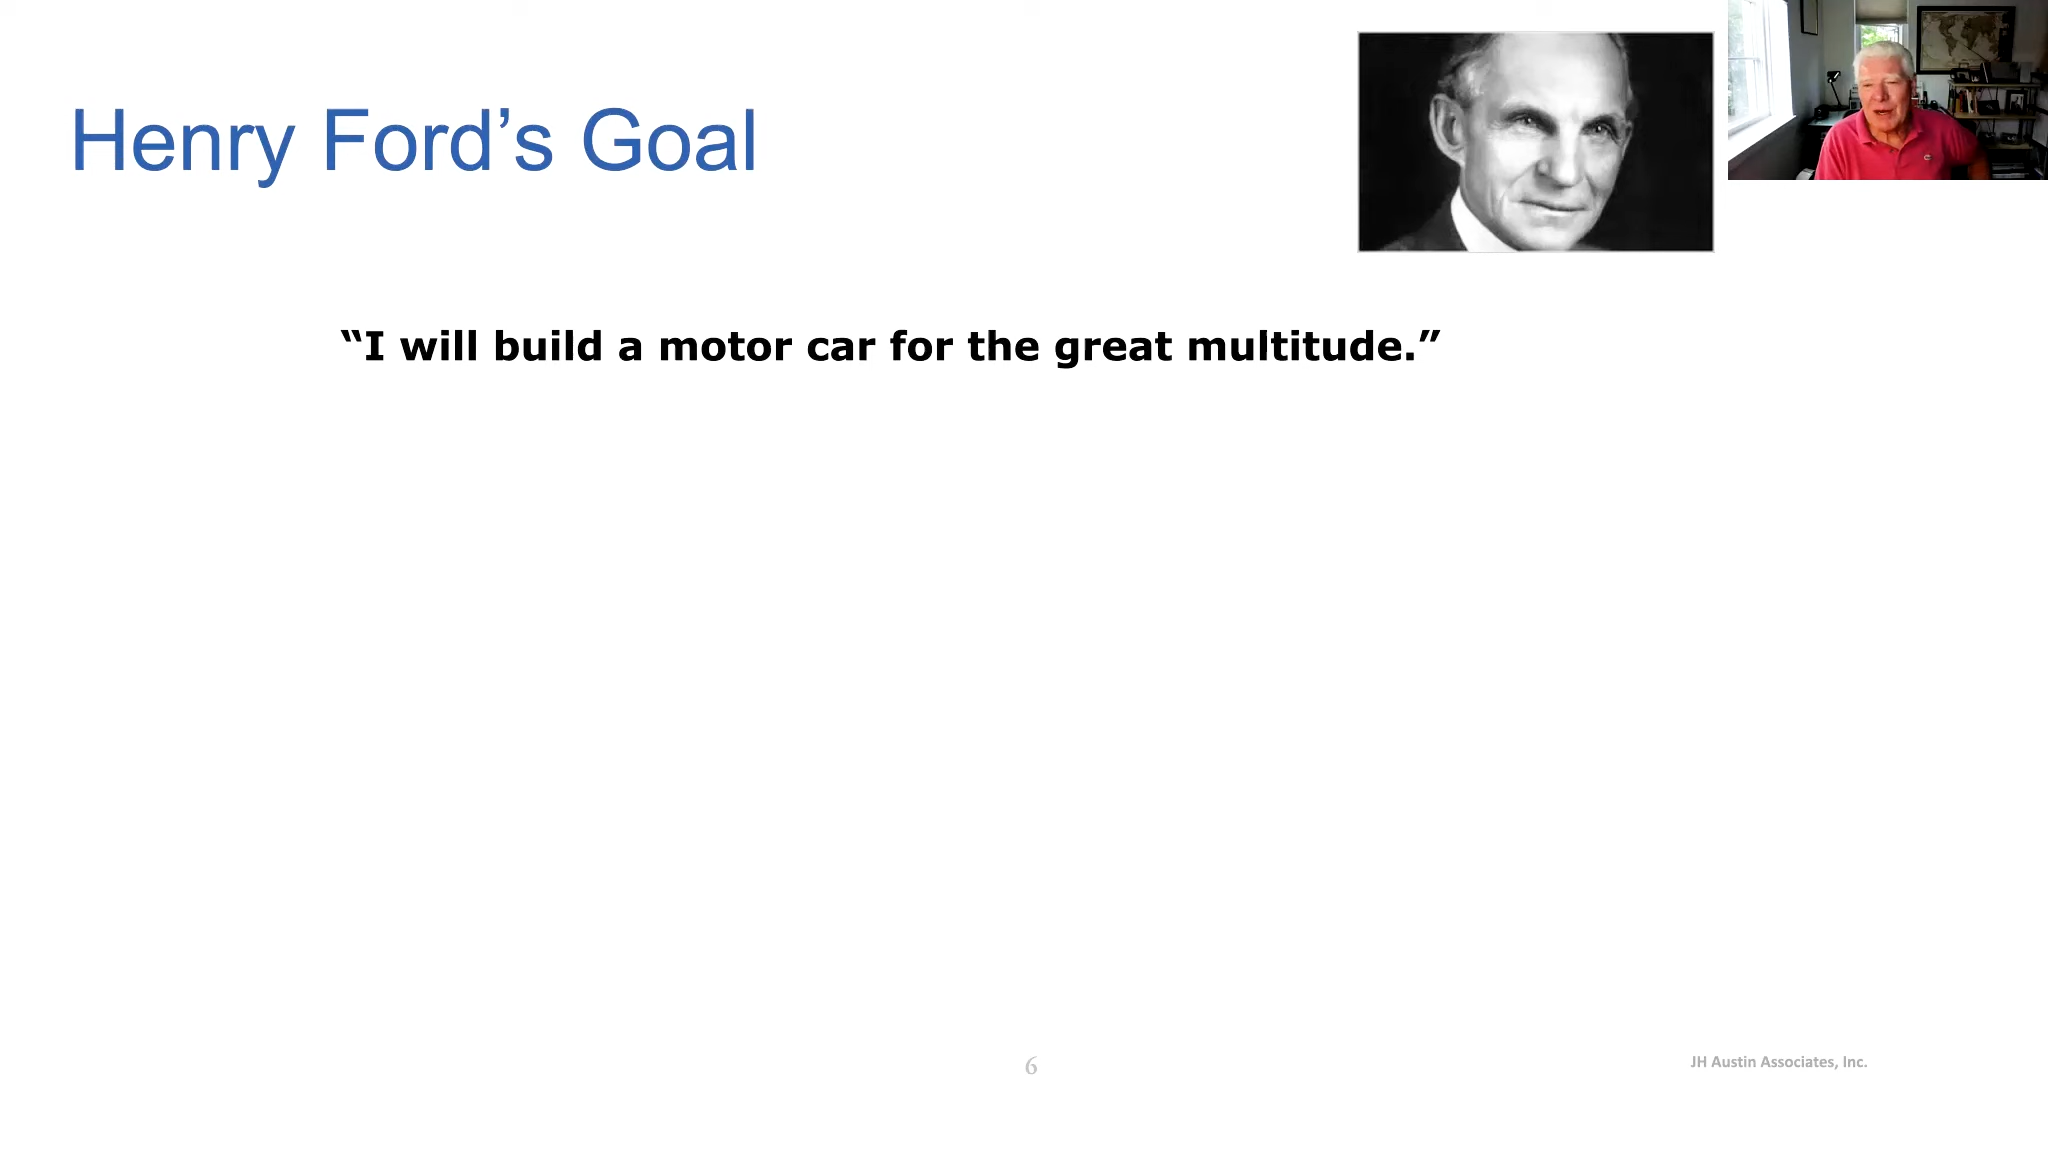 Henry Ford’s Goal
“I will build a motor car for the great multitude.”
6
JH Austin Associates, Inc.